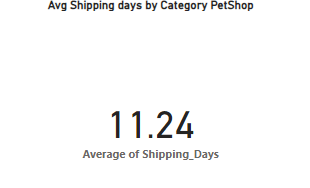 Avg Shipping days by Category PetShop
11.24
Average of Shipping_Days